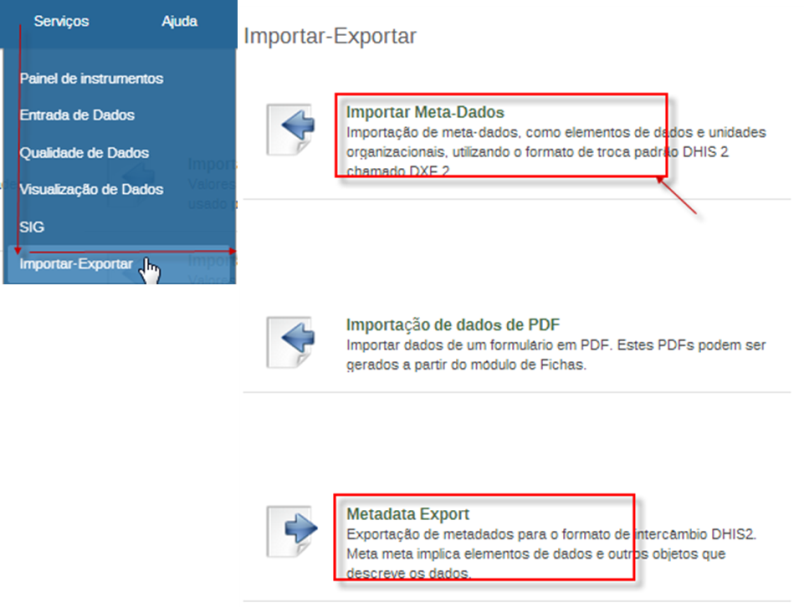 Serviços Ajuda
Painel de instrumentos
Entrada de Dados
Qualidade de Dados
Visualização de Dados
SIG
Importar-Exportar
Importar-Exportar
Importar Meta-Dados
Importação de meta-dados, como elementos de dados e unidades
organizacionais, utilizando o formato de troca padrão DHIS 2
chamado DXF 2
Importação de dados de PDF
Importar dados de um formulário em PDF. Estes PDFs podem ser
gerados a partir do módulo de Fichas.
Metadata Export
Exportação de metadados para o formato de intercâmbio DHIS2.
Meta meta implica elementos de dados e outros objetos que
descreve os dados.